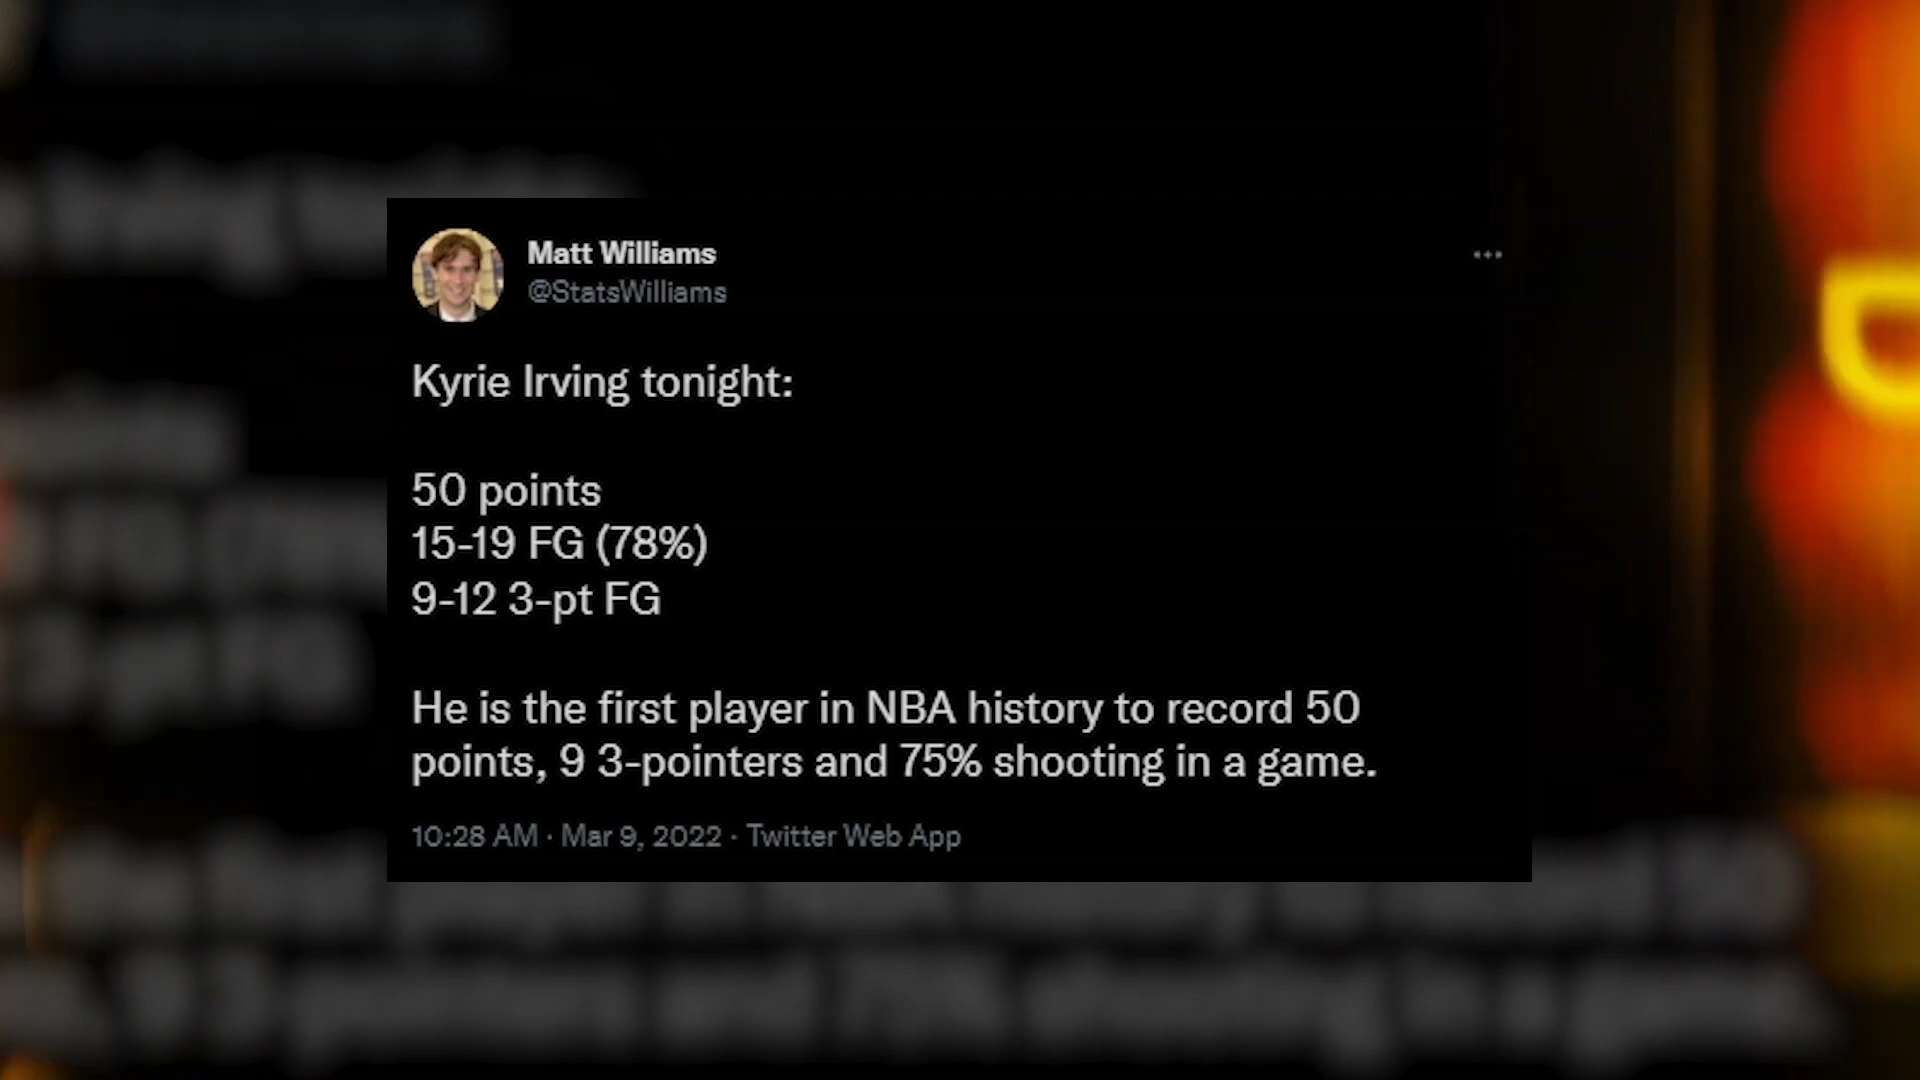 Matt Williams
@StatsWilliams
Kyrie Irving tonight:
50 points
15-19 FG (78%)
9-12 3-pt FG
He is the first player in NBA history to record 50
points, 9 3-pointers and 75% shooting in a game.
10:28 AM · Mar 9, 2022 · Twitter Web App